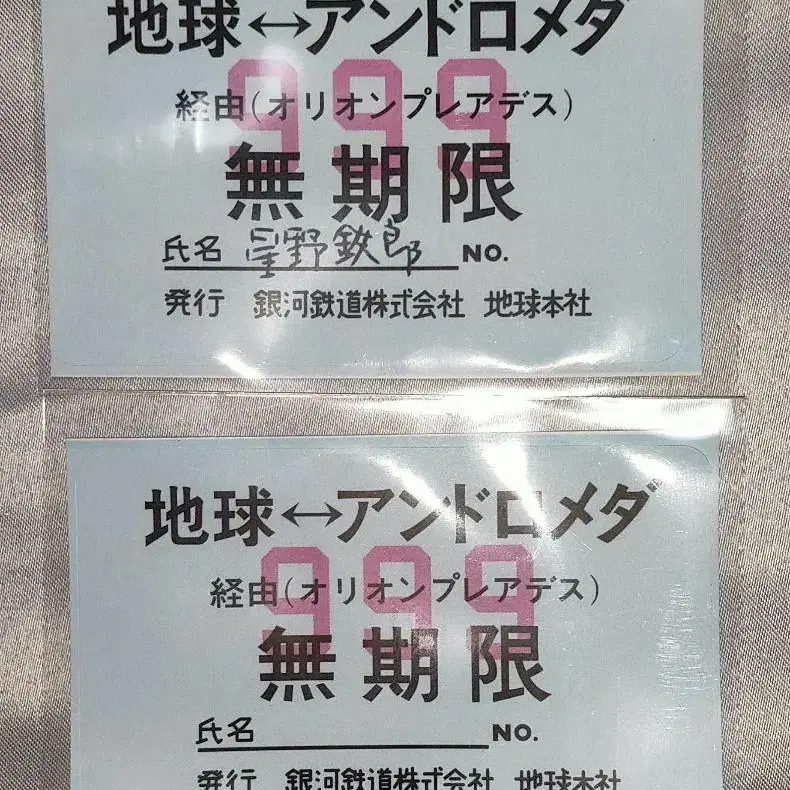 地球↔アンドロメダ
999
経由(オリオンプレアデス)
無期限
氏名 星野鉄郎 NO.
発行 銀河鉄道株式会社 地球本社
地球↔アンドロメダ
999
経由(オリオンプレアデス)
無期限
氏名 NO.
発行 銀河鉄道株式会社 地球本社